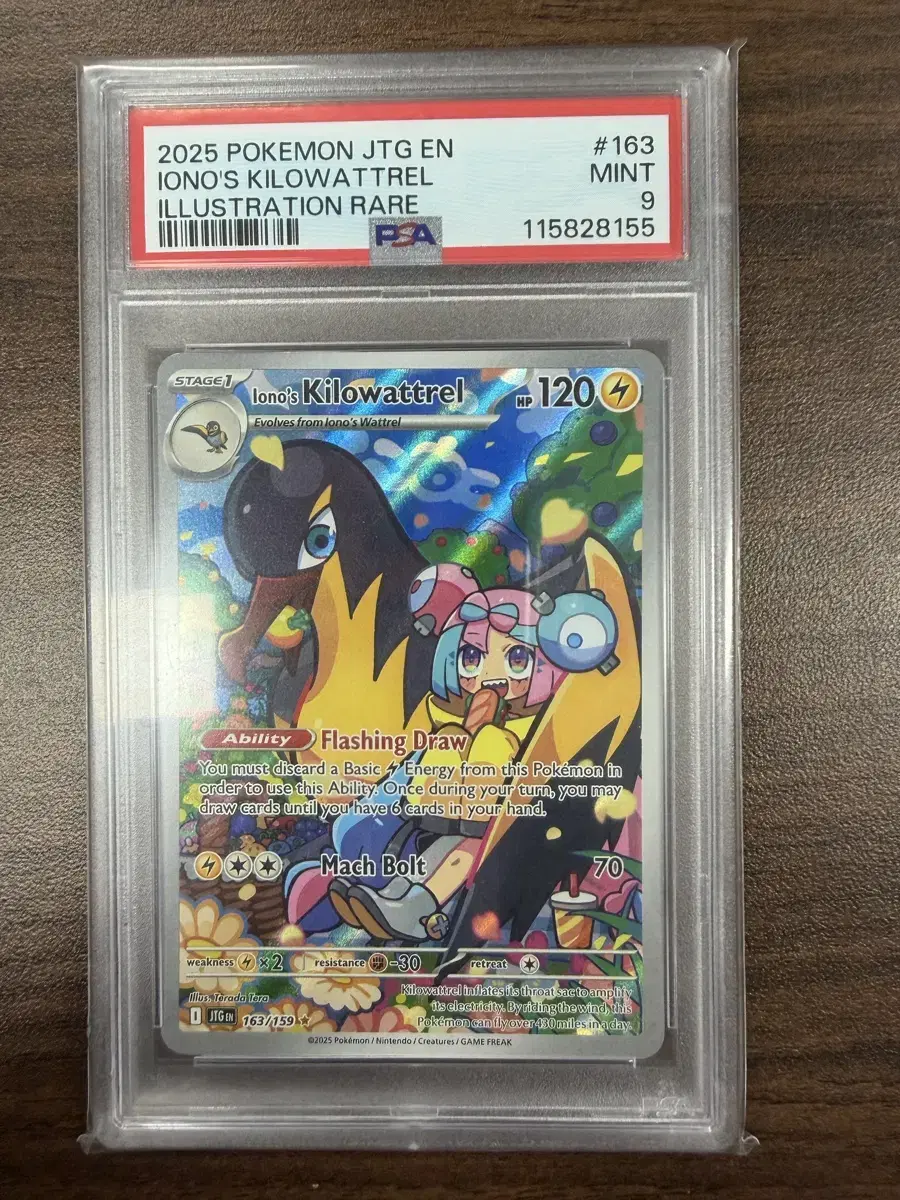 2025 POKEMON JTG EN #163
IONO'S KILOWATTREL MINT
ILLUSTRATION RARE 9
PSA 115828155
STAGE1 Iono's Kilowattrel HP 120
Evolves from Iono's Wattrel
Ability Flashing Draw
You must discard a Basic Energy from this Pokémon in
order to use this Ability. Once during your turn, you may
draw cards until you have 6 cards in your hand.
Mach Bolt 70
weakness ×2 resistance -30 retreat
Illus. Terada Tera
Kilowattrel inflates its throat sac to amplify
its electricity. By riding the wind, this
Pokémon can fly over 430 miles in a day.
I JTG EN 163/159
©2025 Pokémon / Nintendo / Creatures / GAME FREAK